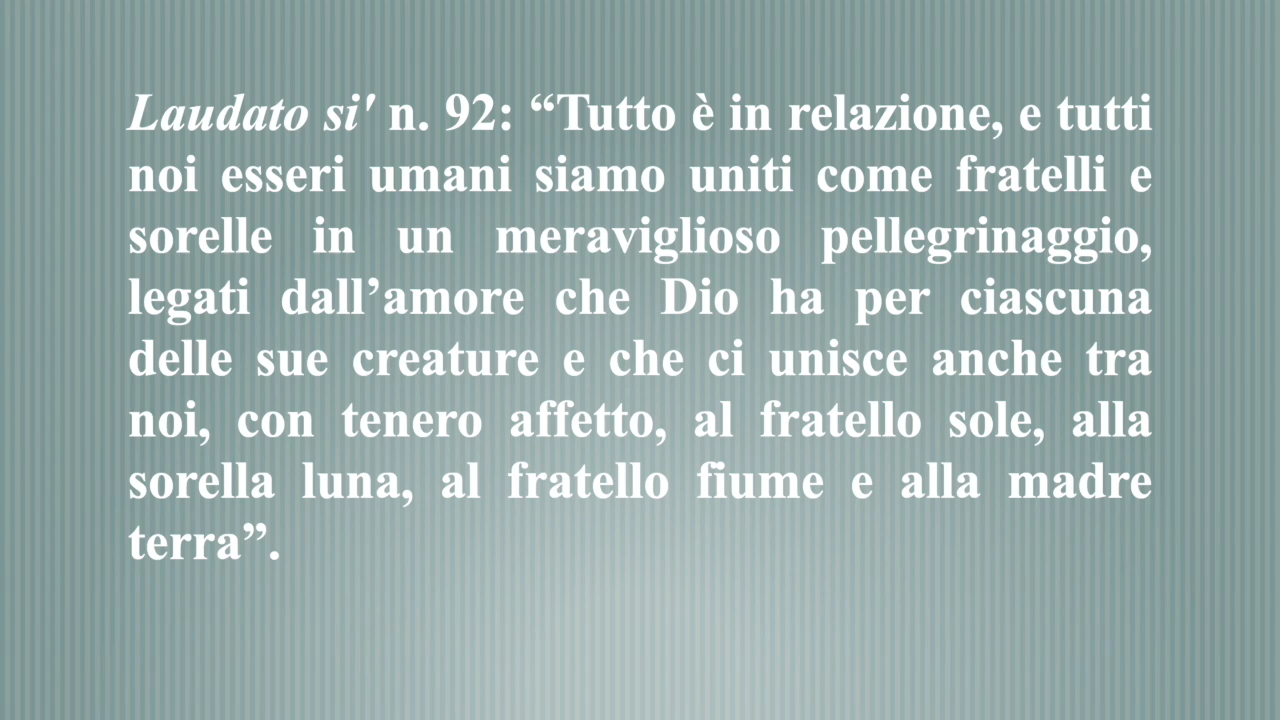 Laudato si' n. 92: “Tutto è in relazione, e tutti
noi esseri umani siamo uniti come fratelli e
sorelle in un meraviglioso pellegrinaggio,
legati dall’amore che Dio ha per ciascuna
delle sue creature e che ci unisce anche tra
noi, con tenero affetto, al fratello sole, alla
sorella luna, al fratello fiume e alla madre
terra”.